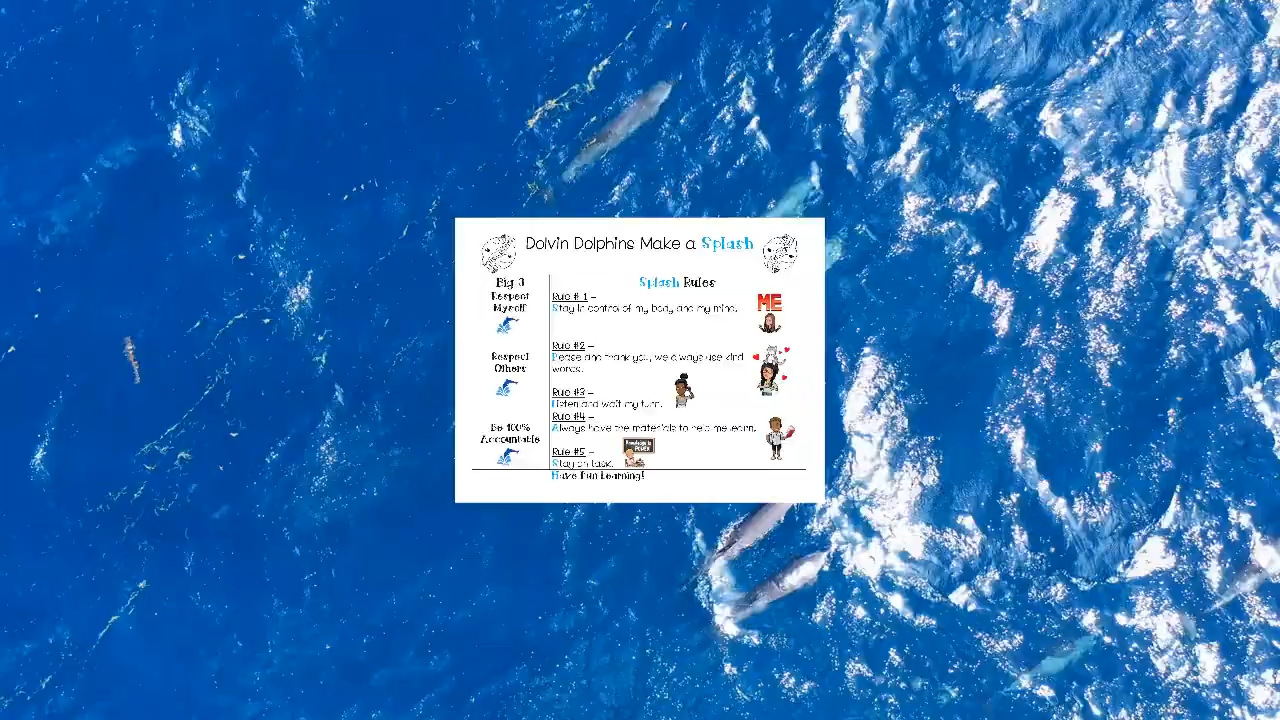 Dolvin Dolphins Make a Splash
Big 3
Respect
Myself
Respect
Others
Be 100%
Accountable
Splash Rules
Rule # 1 –
Stay in control of my body and my mind.
ME
Rule #2 –
Please and thank you, we always use kind
words.
Rule #3 –
Listen and wait my turn.
Rule #4 –
Always have the materials to help me learn.
Rule #5 –
Stay on task.
Knowledge is
POWER
Have Fun Learning!